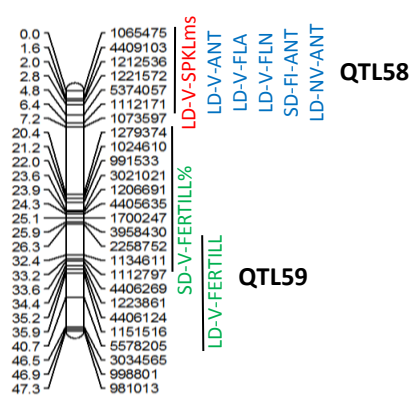 0.0 1065475
1.6 4409103
2.0 1212536
2.8 1221572
4.8 5374057
6.4 1112171
7.2 1073597
20.4 1279374
21.2 1024610
22.0 991533
23.6 3021021
23.9 1206691
24.3 4405635
25.1 1700247
25.9 3958430
26.3 2258752
32.4 1134611
33.2 1112797
33.6 4406269
34.4 1223861
35.2 4406124
35.9 1151516
40.7 5578205
46.5 3034565
46.9 998801
47.3 981013
LD-V-SPKLms
LD-V-ANT
LD-V-FLA
LD-V-FLN
SD-FI-ANT
LD-NV-ANT
QTL58
SD-V-FERTILL%
LD-V-FERTILL
QTL59